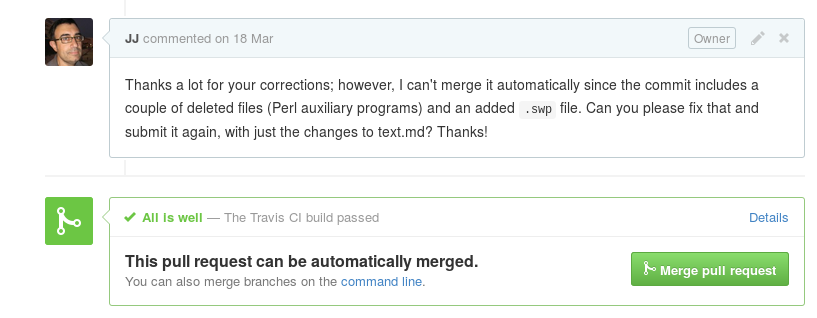 JJ commented on 18 Mar
Owner
Thanks a lot for your corrections; however, I can't merge it automatically since the commit includes a
couple of deleted files (Perl auxiliary programs) and an added .swp file. Can you please fix that and
submit it again, with just the changes to text.md? Thanks!
All is well — The Travis CI build passed
Details
This pull request can be automatically merged.
You can also merge branches on the command line.
Merge pull request